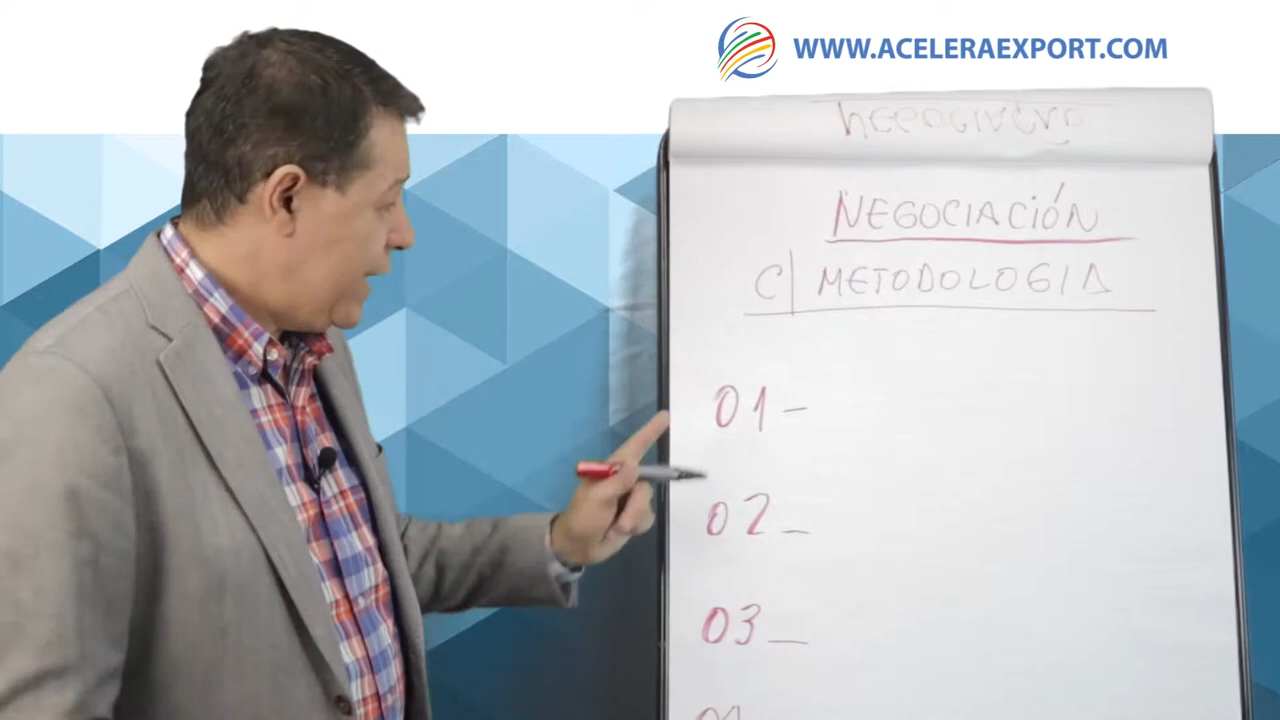 WWW.ACELERAEXPORT.COM
NEGOCIACIÓN
C/ METODOLOGIA
01-
02-
03-